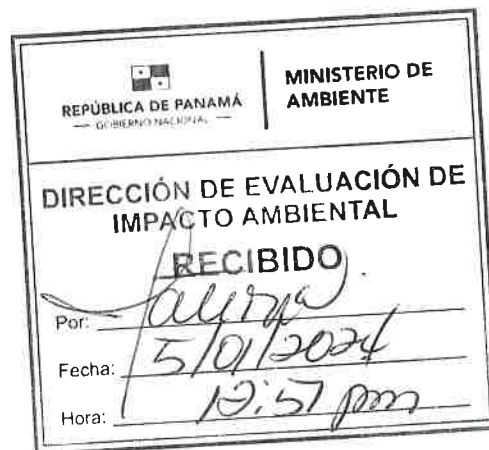 REPÚBLICA DE PANAMÁ
— GOBIERNO NACIONAL —
MINISTERIO DE
AMBIENTE
DIRECCIÓN DE EVALUACIÓN DE
IMPACTO AMBIENTAL
RECIBIDO
Por:
Fecha: 5/01/2024
Hora: 12:57 pm